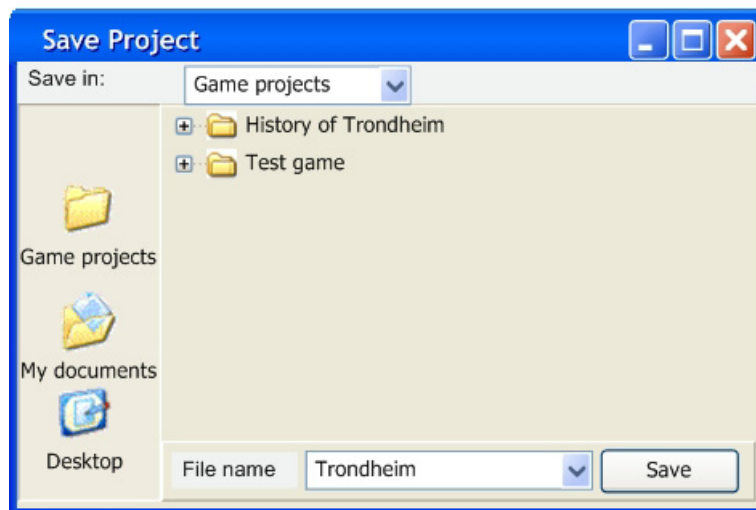 Save Project
Save in:
Game projects
History of Trondheim
Test game
Game projects
My documents
Desktop
File name
Trondheim
Save